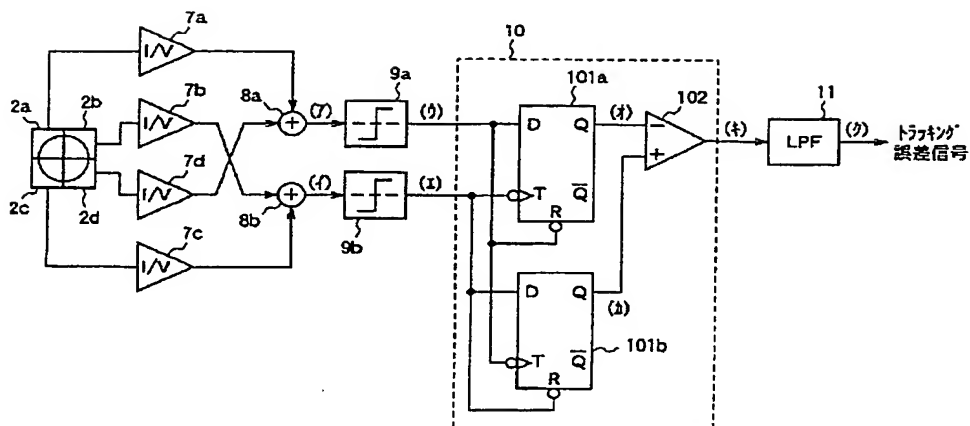 7a
10
7b
9a
101a
102
11
2a
2b
8a
(ア)
(ウ)
D
Q
(オ)
(キ)
LPF
(ク)
トラッキング
誤差信号
I/V
I/V
7d
T
Q
I/V
8b
(イ)
(エ)
R
2c
2d
9b
7c
D
Q
(カ)
I/V
T
Q
101b
R